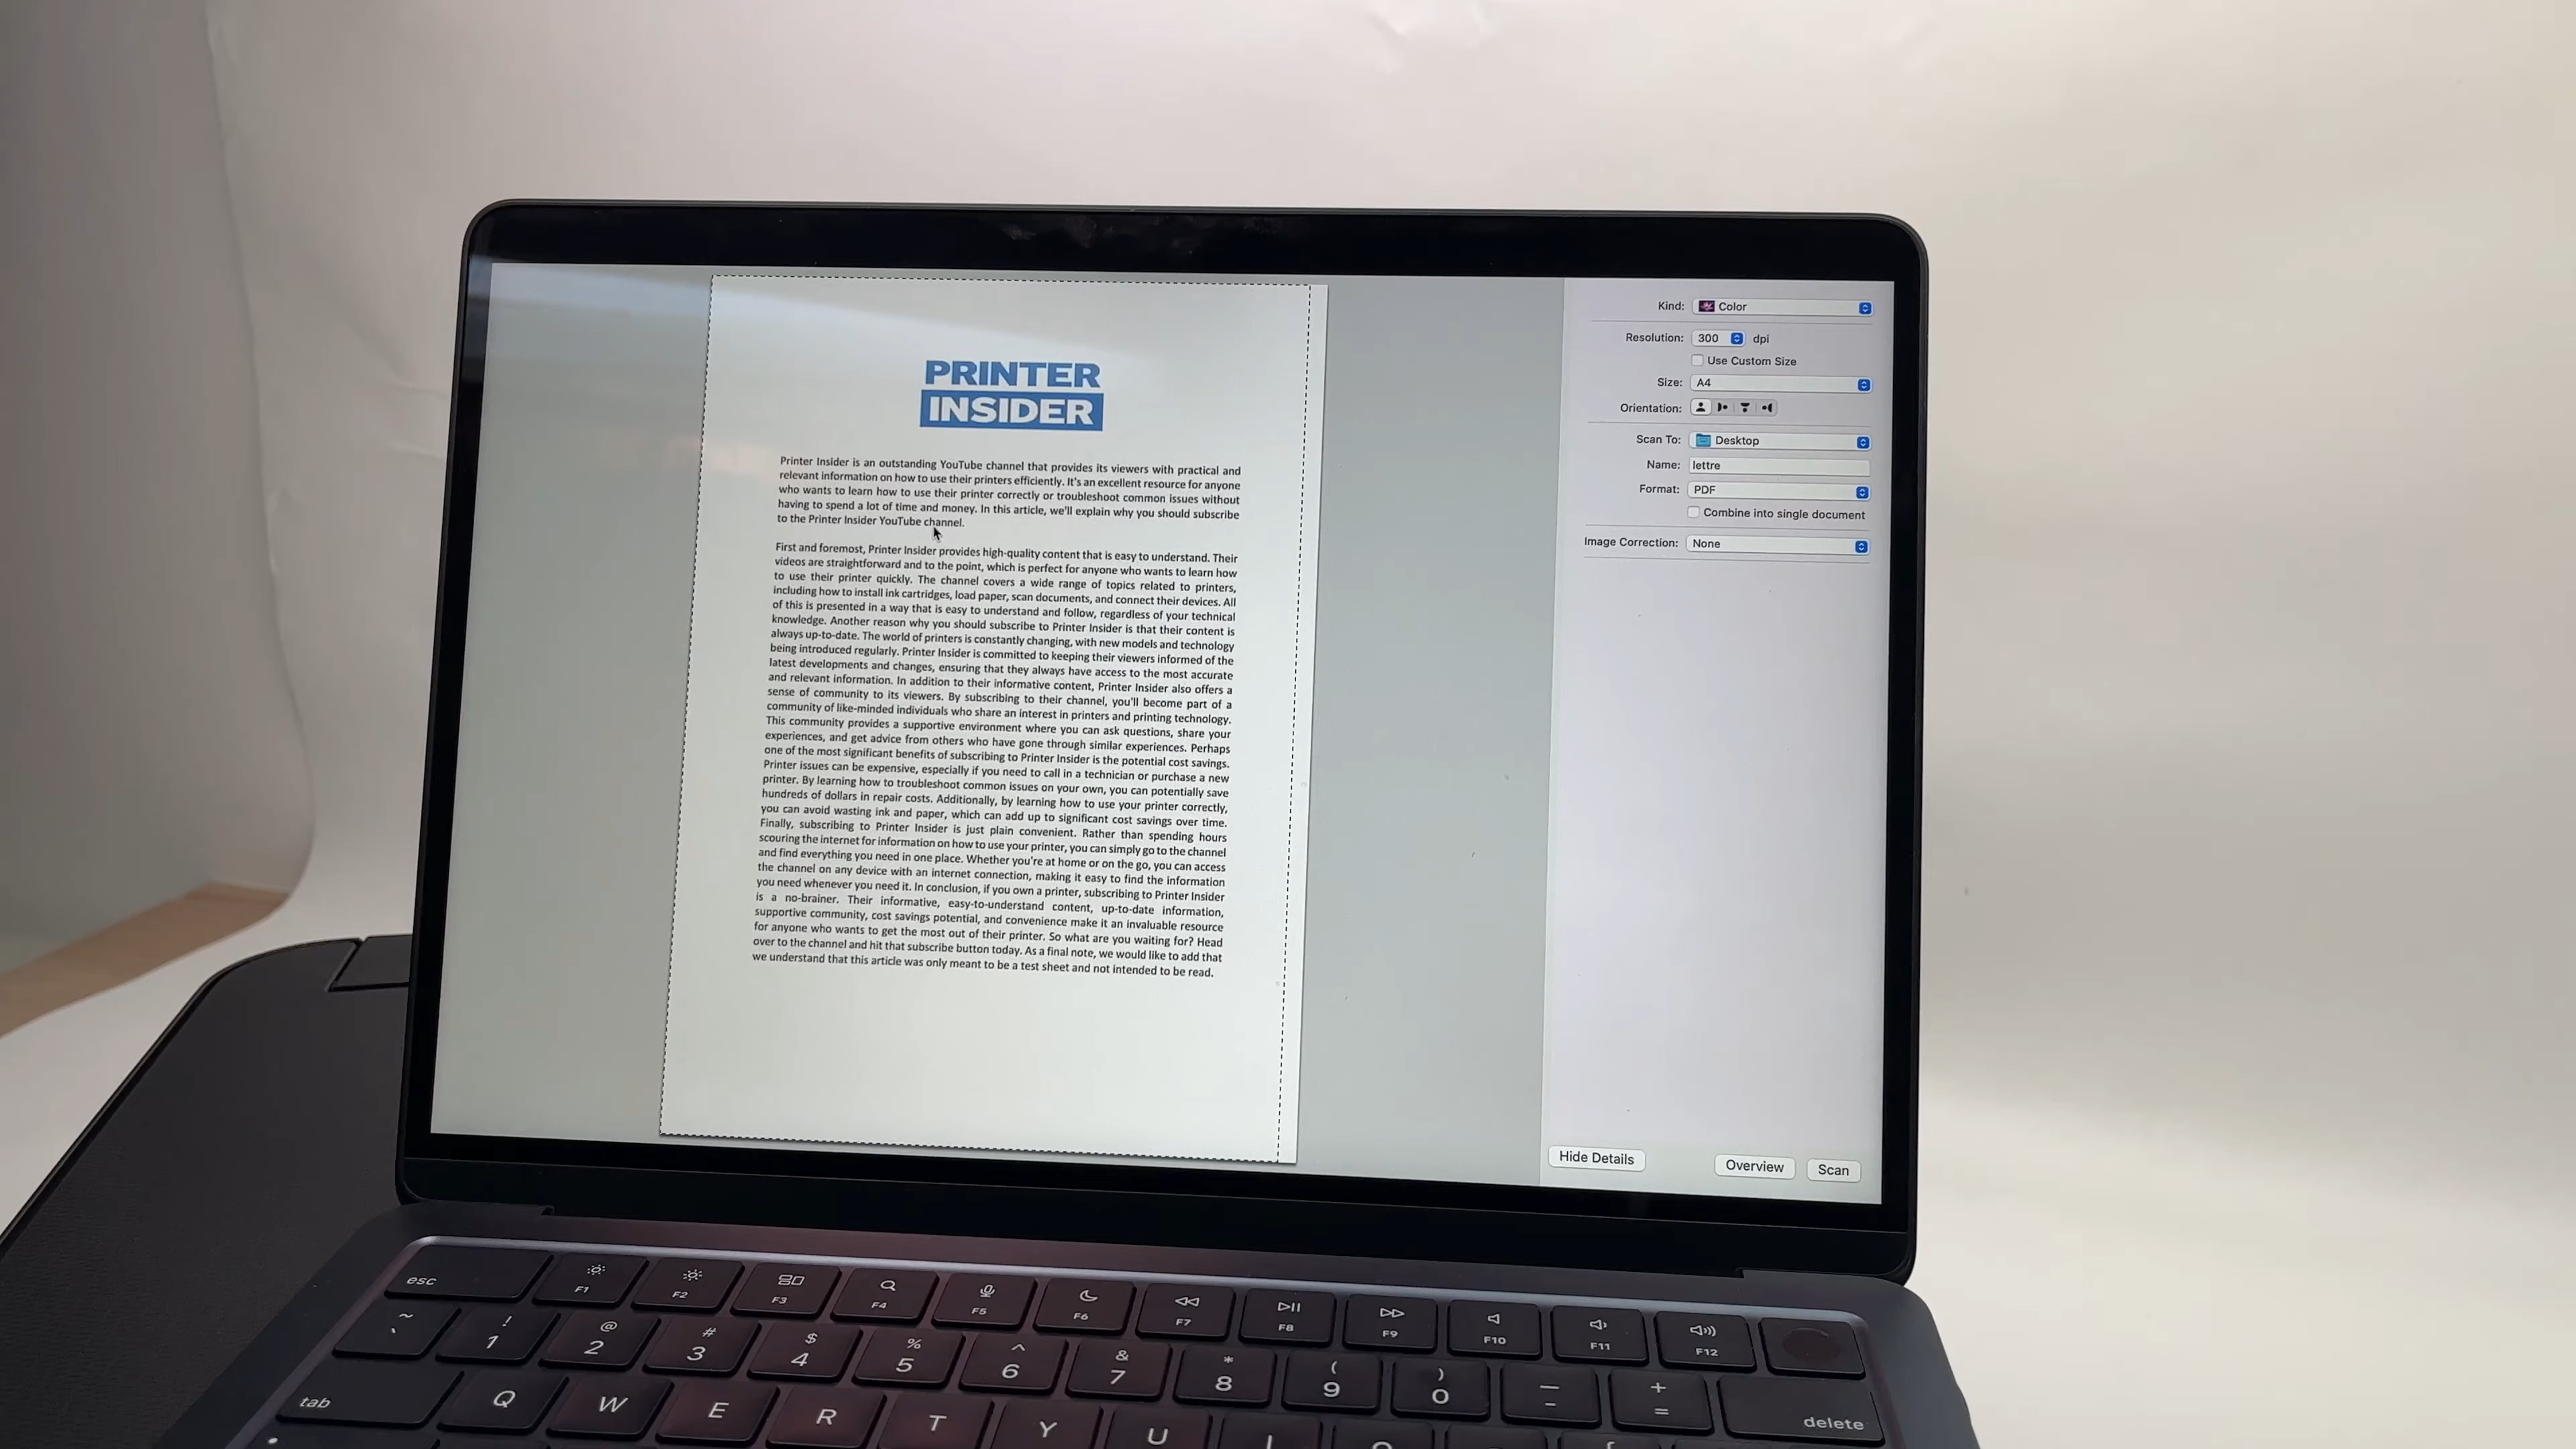 PRINTER
INSIDER
Printer Insider is an outstanding YouTube channel that provides its viewers with practical and
relevant information on how to use their printers efficiently. It's an excellent resource for anyone
who wants to learn how to use their printer correctly or troubleshoot common issues without
having to spend a lot of time and money. In this article, we'll explain why you should subscribe
to the Printer Insider YouTube channel.
First and foremost, Printer Insider provides high-quality content that is easy to understand. Their
videos are straightforward and to the point, which is perfect for anyone who wants to learn how
to use their printer quickly. The channel covers a wide range of topics related to printers,
including how to install ink cartridges, load paper, scan documents, and connect their devices. All
of this is presented in a way that is easy to understand and follow, regardless of your technical
knowledge. Another reason why you should subscribe to Printer Insider is that their content is
always up-to-date. The world of printers is constantly changing, with new models and technology
being introduced regularly. Printer Insider is committed to keeping their viewers informed of the
latest developments and changes, ensuring that they always have access to the most accurate
and relevant information. In addition to their informative content, Printer Insider also offers a
sense of community to its viewers. By subscribing to their channel, you'll become part of a
community of like-minded individuals who share an interest in printers and printing technology.
This community provides a supportive environment where you can ask questions, share your
experiences, and get advice from others who have gone through similar experiences. Perhaps
one of the most significant benefits of subscribing to Printer Insider is the potential cost savings.
Printer issues can be expensive, especially if you need to call in a technician or purchase a new
printer. By learning how to troubleshoot common issues on your own, you can potentially save
hundreds of dollars in repair costs. Additionally, by learning how to use your printer correctly,
you can avoid wasting ink and paper, which can add up to significant cost savings over time.
Finally, subscribing to Printer Insider is just plain convenient. Rather than spending hours
scouring the internet for information on how to use your printer, you can simply go to the channel
and find everything you need in one place. Whether you're at home or on the go, you can access
the channel on any device with an internet connection, making it easy to find the information
you need whenever you need it. In conclusion, if you own a printer, subscribing to Printer Insider
is a no-brainer. Their informative, easy-to-understand content, up-to-date information,
supportive community, cost savings potential, and convenience make it an invaluable resource
for anyone who wants to get the most out of their printer. So what are you waiting for? Head
over to the channel and hit that subscribe button today. As a final note, we would like to add that
we understand that this article was only meant to be a test sheet and not intended to be read.
Kind: Color
Resolution: 300 dpi
Use Custom Size
Size: A4
Orientation:
Scan To: Desktop
Name: lettre
Format: PDF
Combine into single document
Image Correction: None
Hide Details Overview Scan
esc F1 F2 F3 F4 F5 F6 F7 F8 F9 F10 F11 F12
~ ! @ # $ % ^ & * ( ) — +
` 1 2 3 4 5 6 7 8 9 0 - = delete
tab Q W E R T Y U